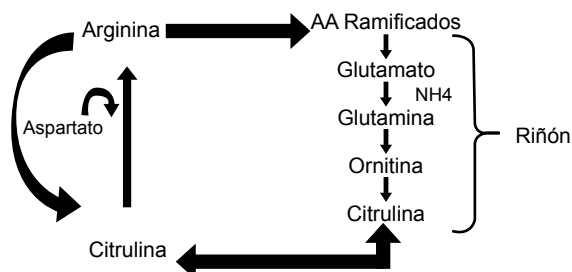 Arginina
AA Ramificados
Glutamato
NH4
Aspartato
Glutamina
Riñón
Ornitina
Citrulina
Citrulina